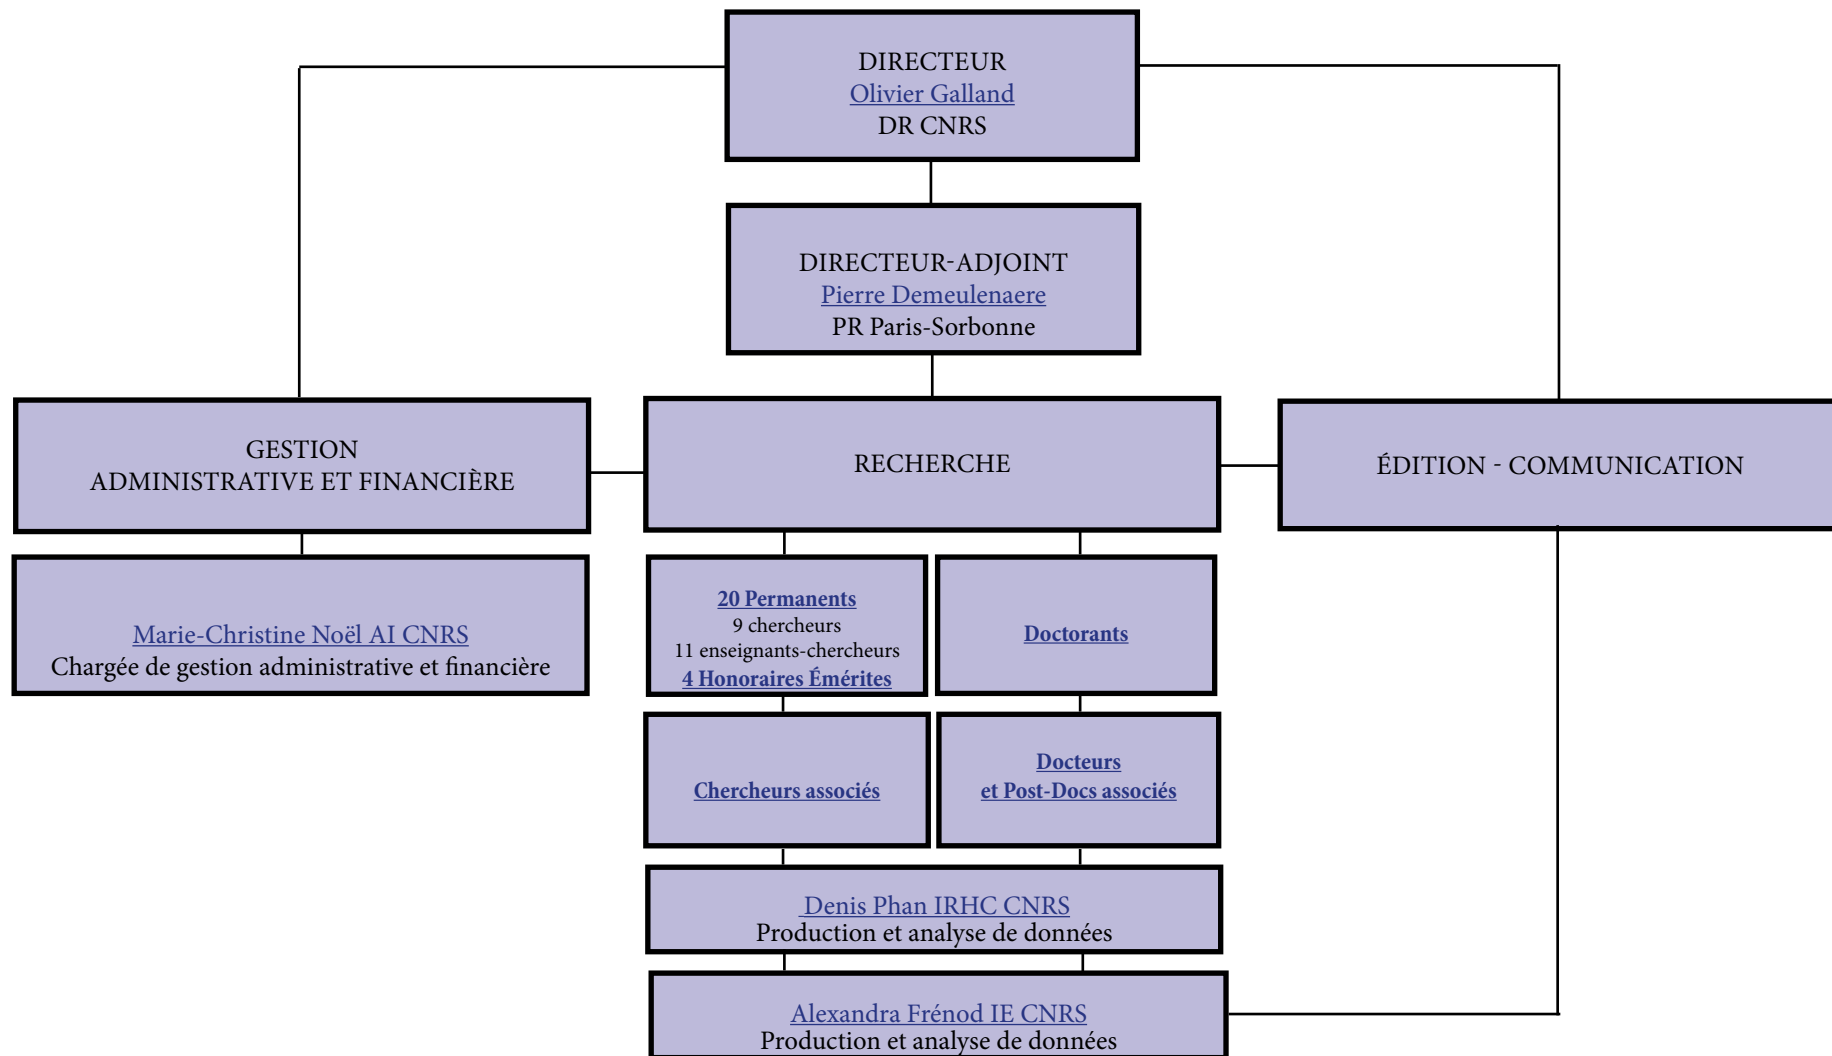 DIRECTEUR
Olivier Galland
DR CNRS
DIRECTEUR-ADJOINT
Pierre Demeulenaere
PR Paris-Sorbonne
GESTION
ADMINISTRATIVE ET FINANCIÈRE
RECHERCHE
ÉDITION - COMMUNICATION
Marie-Christine Noël AI CNRS
Chargée de gestion administrative et financière
20 Permanents
9 chercheurs
11 enseignants-chercheurs
4 Honoraires Émérites
Doctorants
Chercheurs associés
Docteurs
et Post-Docs associés
Denis Phan IRHC CNRS
Production et analyse de données
Alexandra Frénod IE CNRS
Production et analyse de données